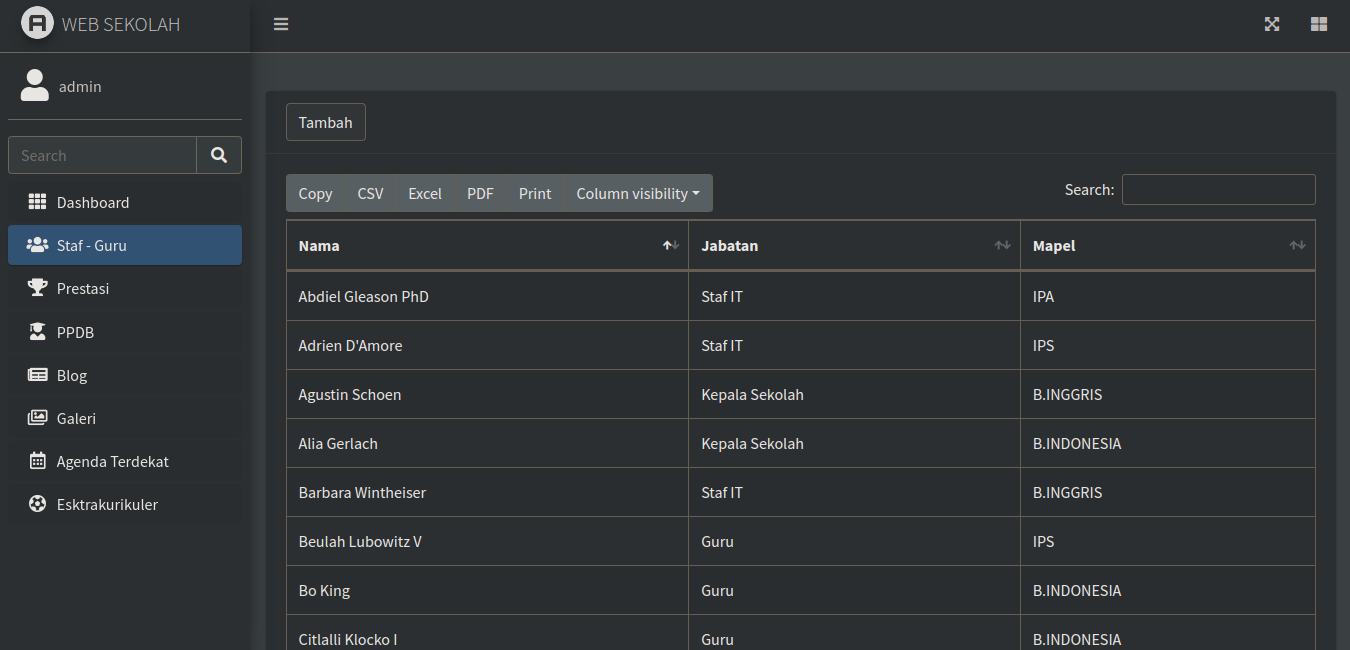 WEB SEKOLAH
admin
Search
Dashboard
Staf - Guru
Prestasi
PPDB
Blog
Galeri
Agenda Terdekat
Esktrakurikuler
Tambah
Copy CSV Excel PDF Print Column visibility
Search:
Nama Jabatan Mapel
Abdiel Gleason PhD Staf IT IPA
Adrien D'Amore Staf IT IPS
Agustin Schoen Kepala Sekolah B.INGGRIS
Alia Gerlach Kepala Sekolah B.INDONESIA
Barbara Wintheiser Staf IT B.INGGRIS
Beulah Lubowitz V Guru IPS
Bo King Guru B.INDONESIA
Citlalli Klocko I Guru B.INDONESIA